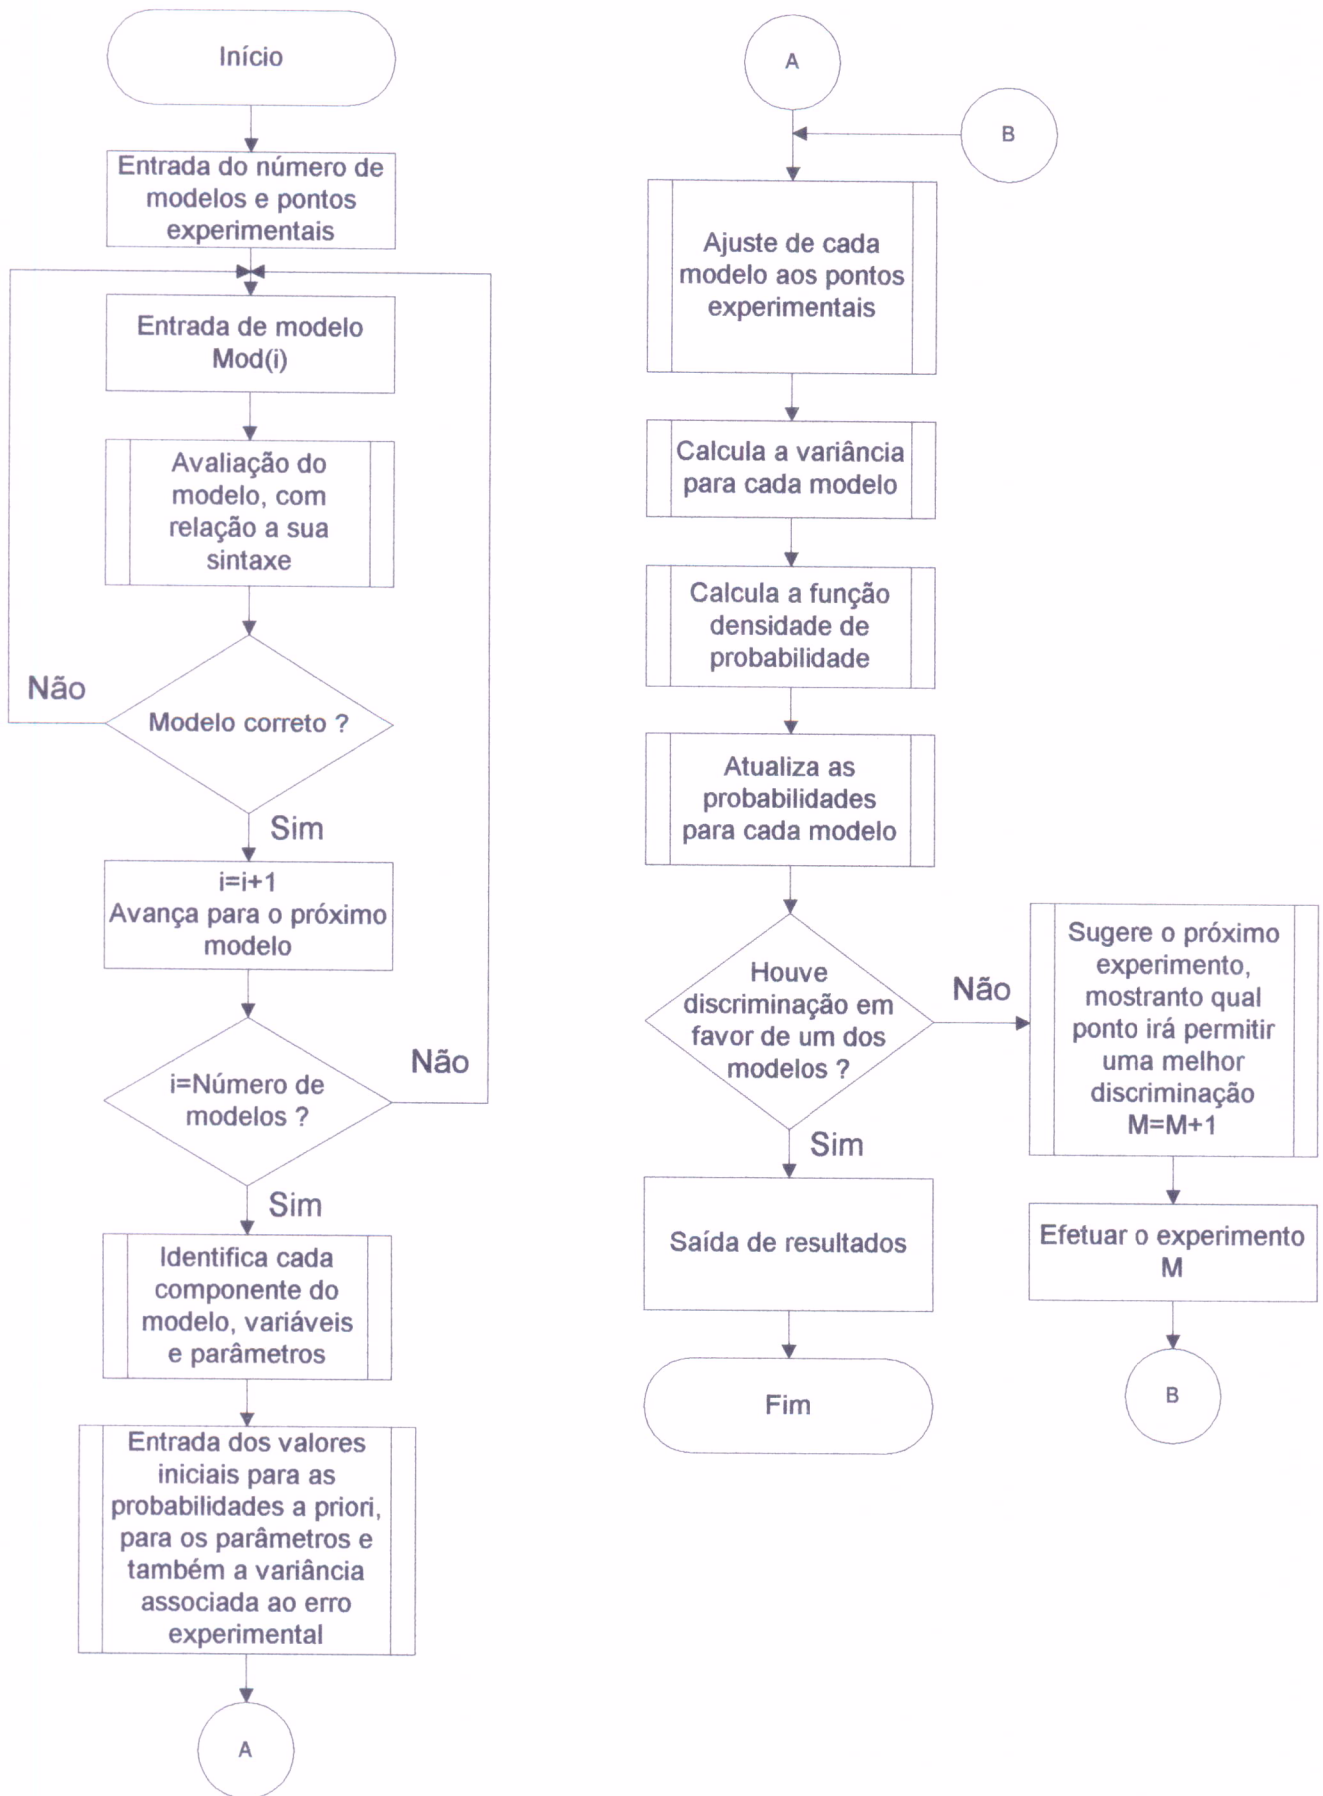 Início
Entrada do número de
modelos e pontos
experimentais
Entrada de modelo
Mod(i)
Avaliação do
modelo, com
relação a sua
sintaxe
Não
Modelo correto ?
Sim
i=i+1
Avança para o próximo
modelo
Não
i=Número de
modelos ?
Sim
Identifica cada
componente do
modelo, variáveis
e parâmetros
Entrada dos valores
iniciais para as
probabilidades a priori,
para os parâmetros e
também a variância
associada ao erro
experimental
A
A
B
Ajuste de cada
modelo aos pontos
experimentais
Calcula a variância
para cada modelo
Calcula a função
densidade de
probabilidade
Atualiza as
probabilidades
para cada modelo
Houve
discriminação em
favor de um dos
modelos ?
Não
Sim
Sugere o próximo
experimento,
mostranto qual
ponto irá permitir
uma melhor
discriminação
M=M+1
Saída de resultados
Efetuar o experimento
M
Fim
B